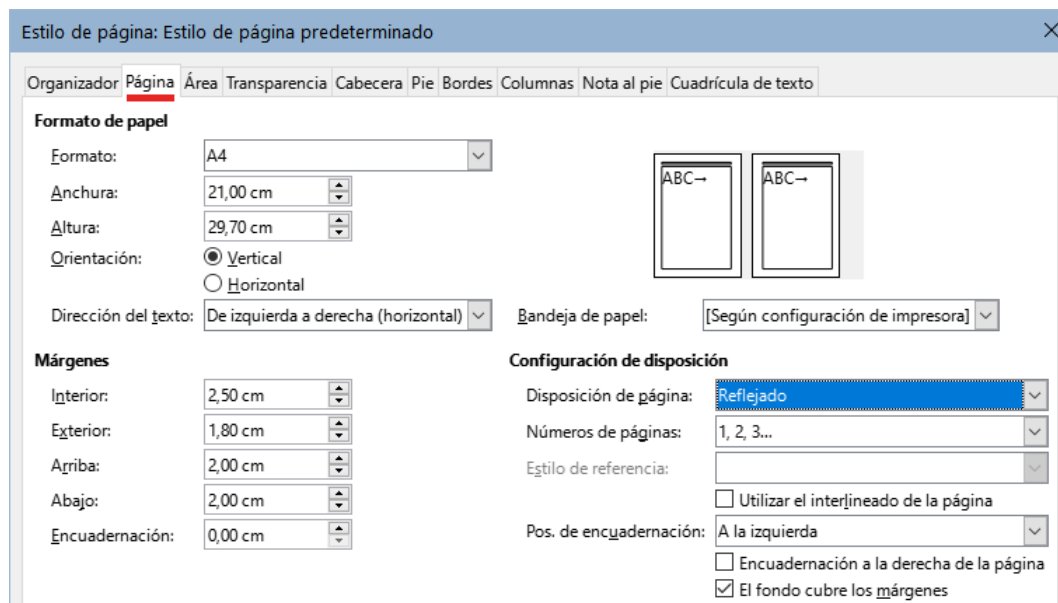 Estilo de página: Estilo de página predeterminado
Organizador Página Área Transparencia Cabecera Pie Bordes Columnas Nota al pie Cuadrícula de texto
Formato de papel
Formato: A4
Anchura: 21,00 cm
Altura: 29,70 cm
Orientación: Vertical
Horizontal
ABC→ ABC→
Dirección del texto: De izquierda a derecha (horizontal) Bandeja de papel: [Según configuración de impresora]
Márgenes
Interior: 2,50 cm
Exterior: 1,80 cm
Arriba: 2,00 cm
Abajo: 2,00 cm
Encuadernación: 0,00 cm
Configuración de disposición
Disposición de página: Reflejado
Números de páginas: 1, 2, 3...
Estilo de referencia:
Utilizar el interlineado de la página
Pos. de encuadernación: A la izquierda
Encuadernación a la derecha de la página
El fondo cubre los márgenes